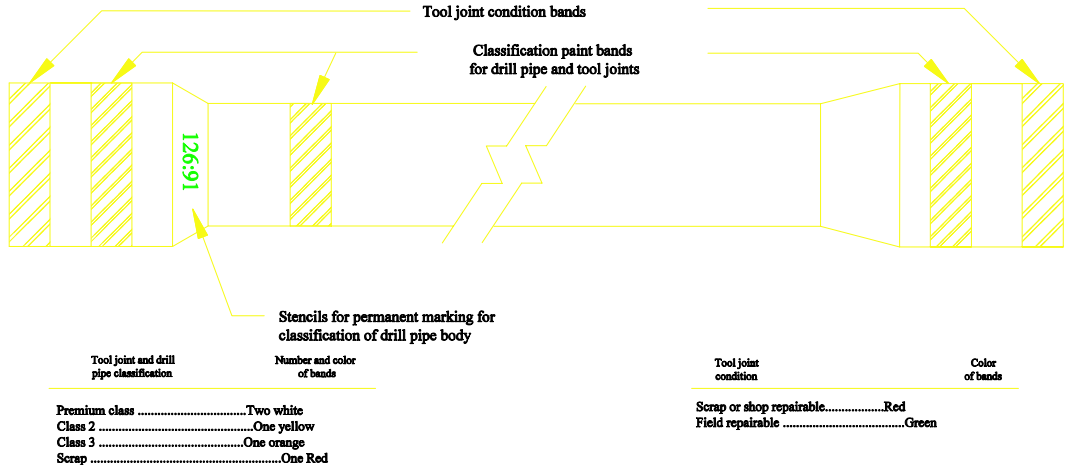 Tool joint condition bands
Classification paint bands
for drill pipe and tool joints
126:91
Stencils for permanent marking for
classification of drill pipe body
Tool joint and drill
pipe classification
Number and color
of bands
Premium class ...............................Two white
Class 2 ............................................One yellow
Class 3 .........................................One orange
Scrap .......................................................One Red
Tool joint
condition
Color
of bands
Scrap or shop repairable.................Red
Field repairable ...................................Green